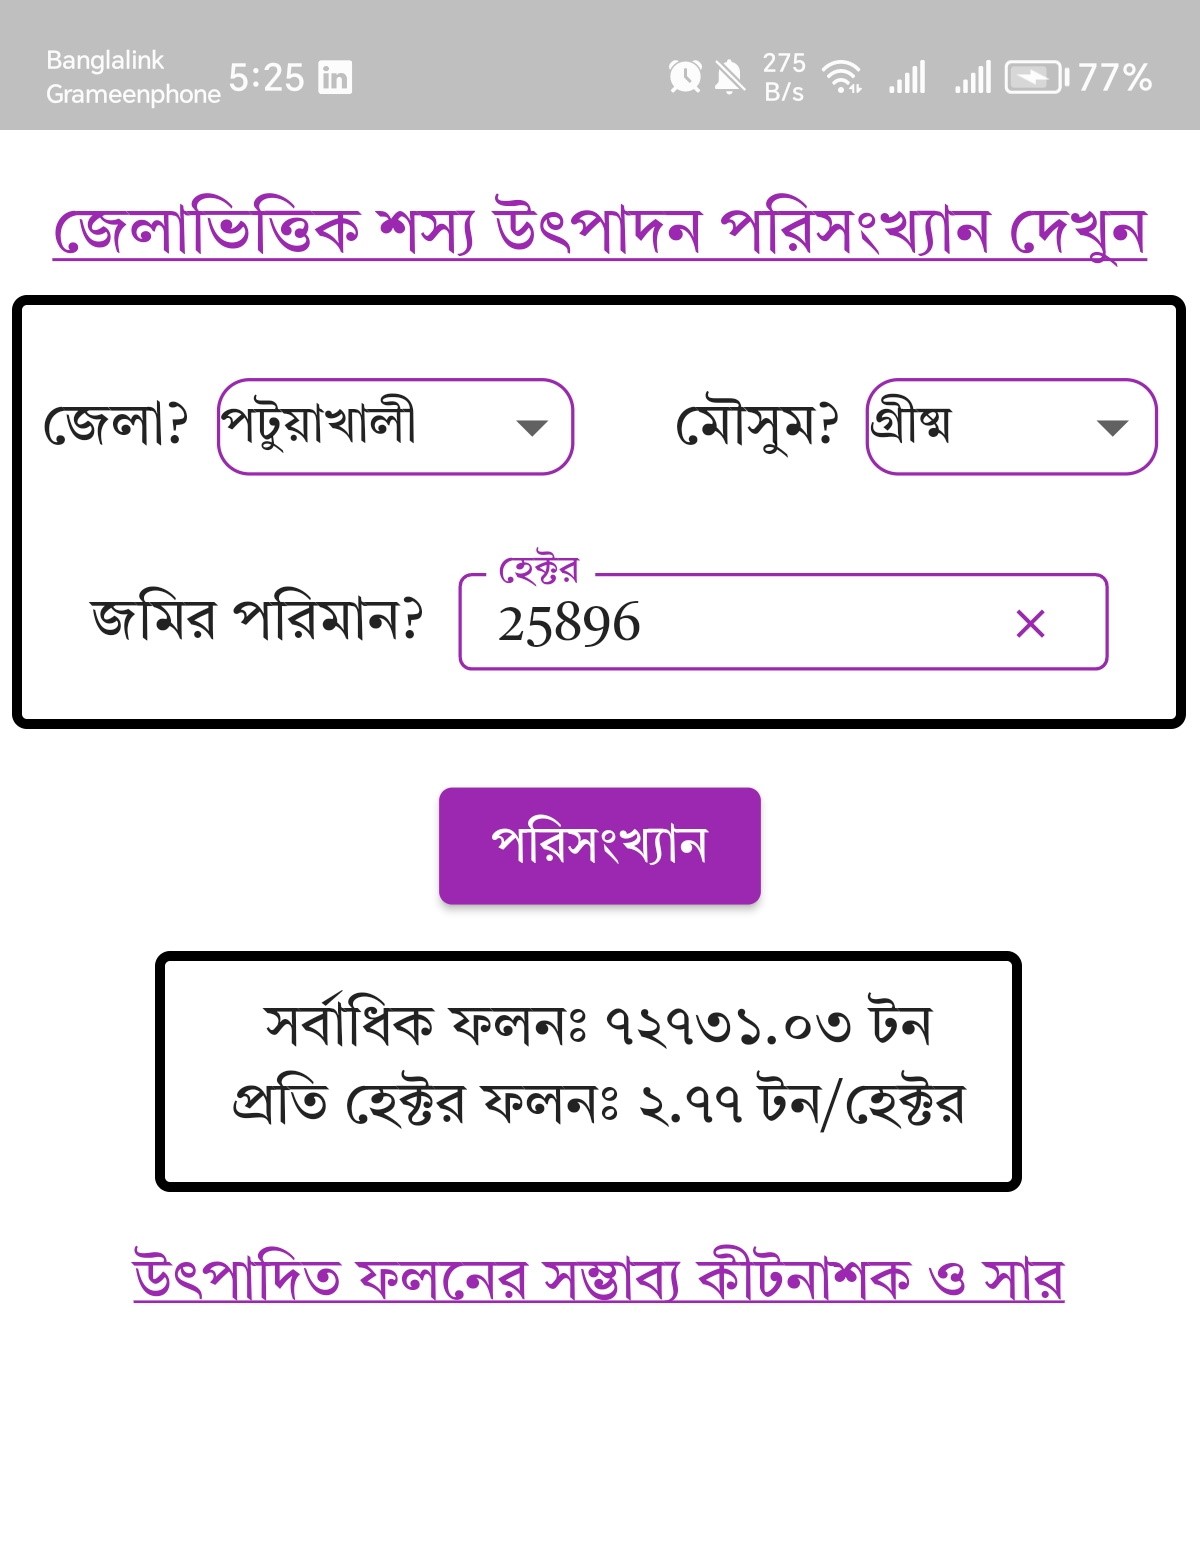 Banglalink
Grameenphone 5:25 in 275 B/s 77%
জেলাভিত্তিক শস্য উৎপাদন পরিসংখ্যান দেখুন
জেলা? পটুয়াখালী মৌসুম? গ্রীষ্ম
হেক্টর
জমির পরিমান? 25896
পরিসংখ্যান
সর্বাধিক ফলনঃ ৭২৭৩১.০৩ টন
প্রতি হেক্টর ফলনঃ ২.৭৭ টন/হেক্টর
উৎপাদিত ফলনের সম্ভাব্য কীটনাশক ও সার